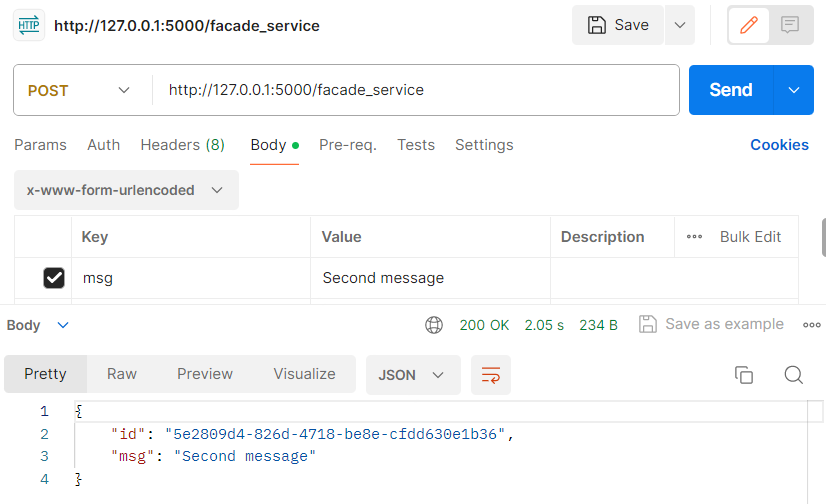 HTTP http://127.0.0.1:5000/facade_service Save
POST http://127.0.0.1:5000/facade_service Send
Params Auth Headers (8) Body Pre-req. Tests Settings Cookies
x-www-form-urlencoded
Key Value Description Bulk Edit
msg Second message
Body 200 OK 2.05 s 234 B Save as example
Pretty Raw Preview Visualize JSON
1 {
2 "id": "5e2809d4-826d-4718-be8e-cfdd630e1b36",
3 "msg": "Second message"
4 }